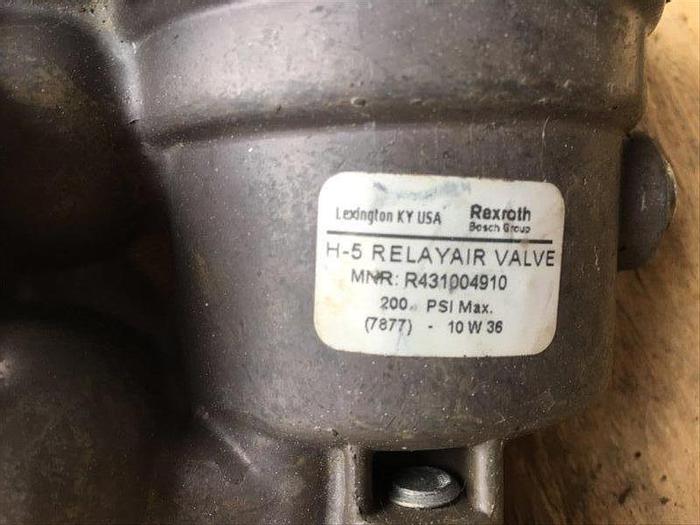 Lexington KY USA Rexroth
Bosch Group
H-5 RELAYAIR VALVE
MNR: R431004910
200 PSI Max.
(7877) - 10 W 36